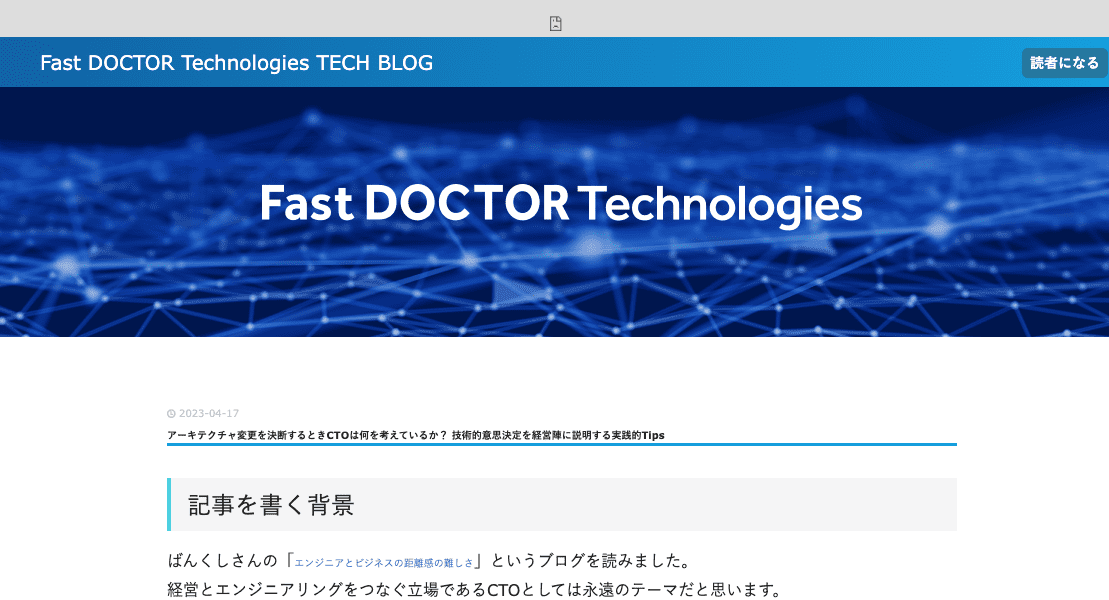 Fast DOCTOR Technologies TECH BLOG
読者になる
Fast DOCTOR Technologies
2023-04-17
アーキテクチャ変更を決断するときCTOは何を考えているか? 技術的意思決定を経営陣に説明する実践的Tips
記事を書く背景
ばんくしさんの「エンジニアとビジネスの距離感の難しさ」というブログを読みました。
経営とエンジニアリングをつなぐ立場であるCTOとしては永遠のテーマだと思います。